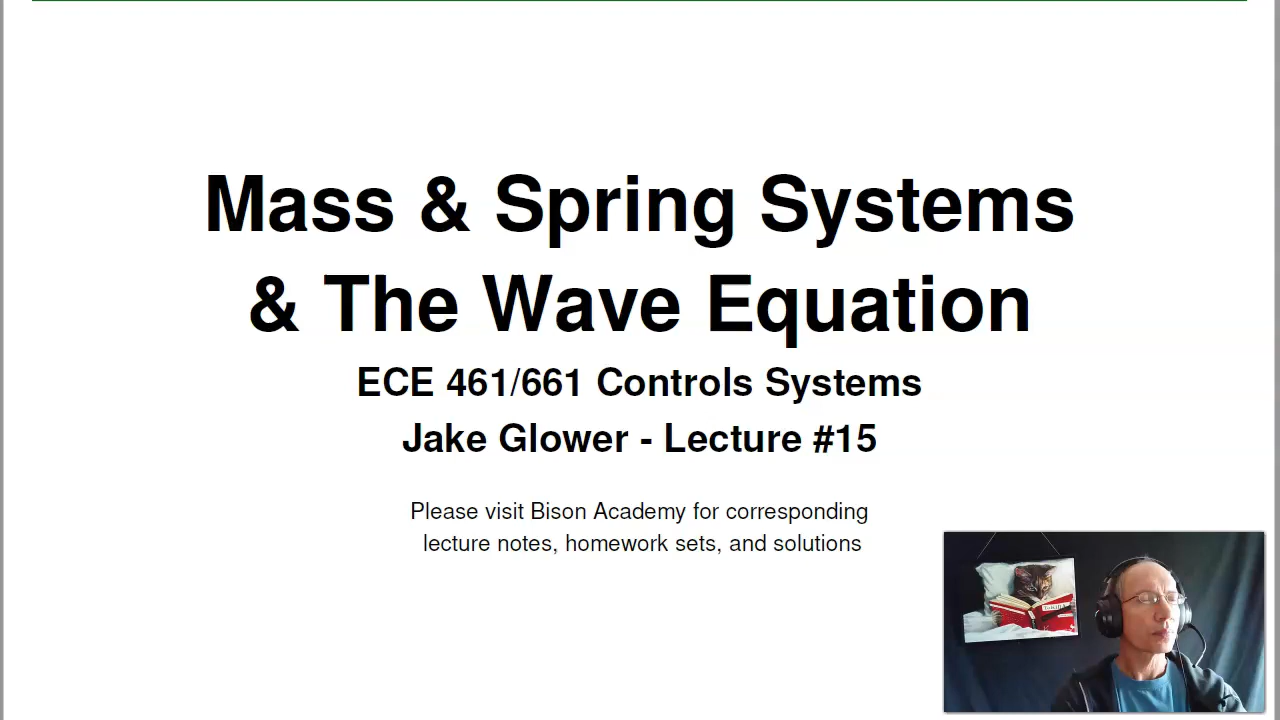 Mass & Spring Systems
& The Wave Equation
ECE 461/661 Controls Systems
Jake Glower - Lecture #15
Please visit Bison Academy for corresponding
lecture notes, homework sets, and solutions